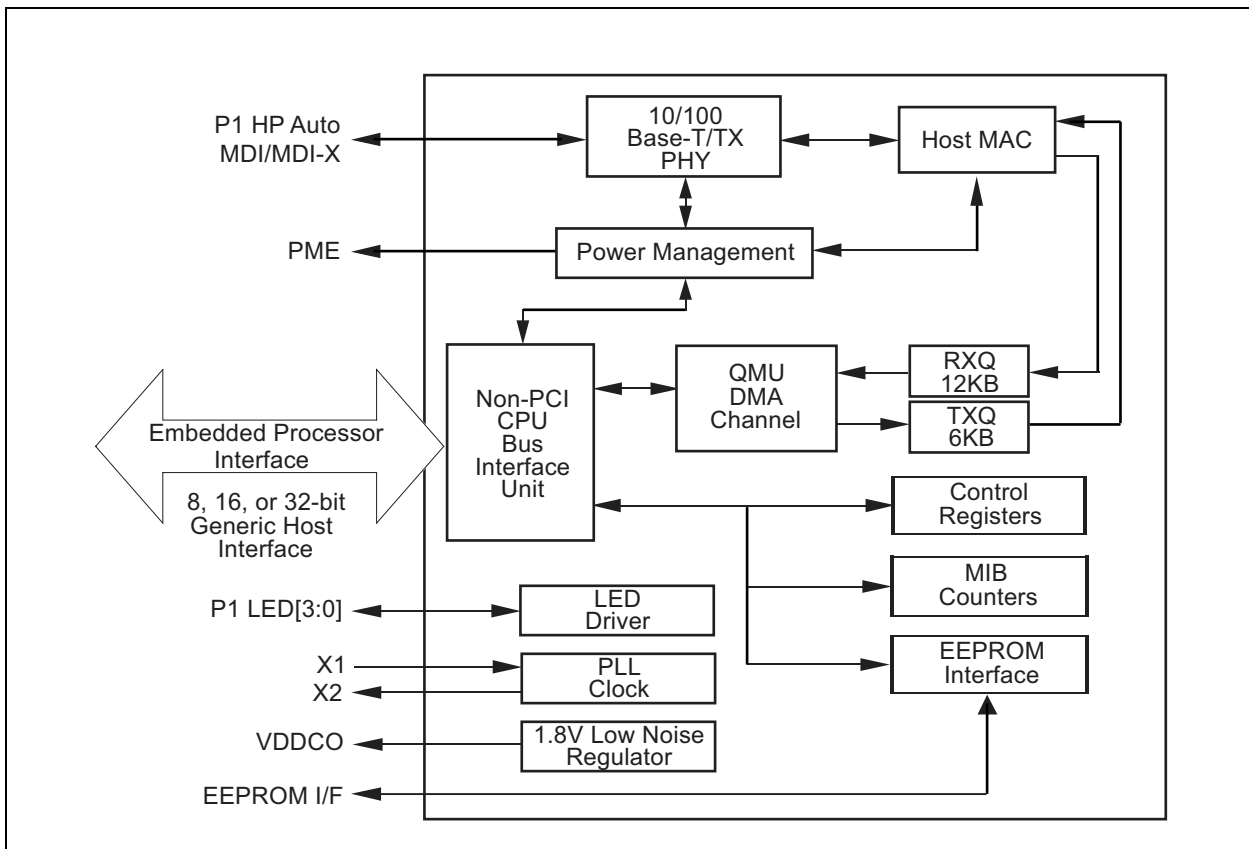 P1 HP Auto
MDI/MDI-X
10/100
Base-T/TX
PHY
Host MAC
PME
Power Management
Non-PCI
CPU
Bus
Interface
Unit
QMU
DMA
Channel
RXQ
12KB
TXQ
6KB
Embedded Processor
Interface
8, 16, or 32-bit
Generic Host
Interface
Control
Registers
MIB
Counters
EEPROM
Interface
P1 LED[3:0]
LED
Driver
X1
X2
PLL
Clock
VDDCO
1.8V Low Noise
Regulator
EEPROM I/F